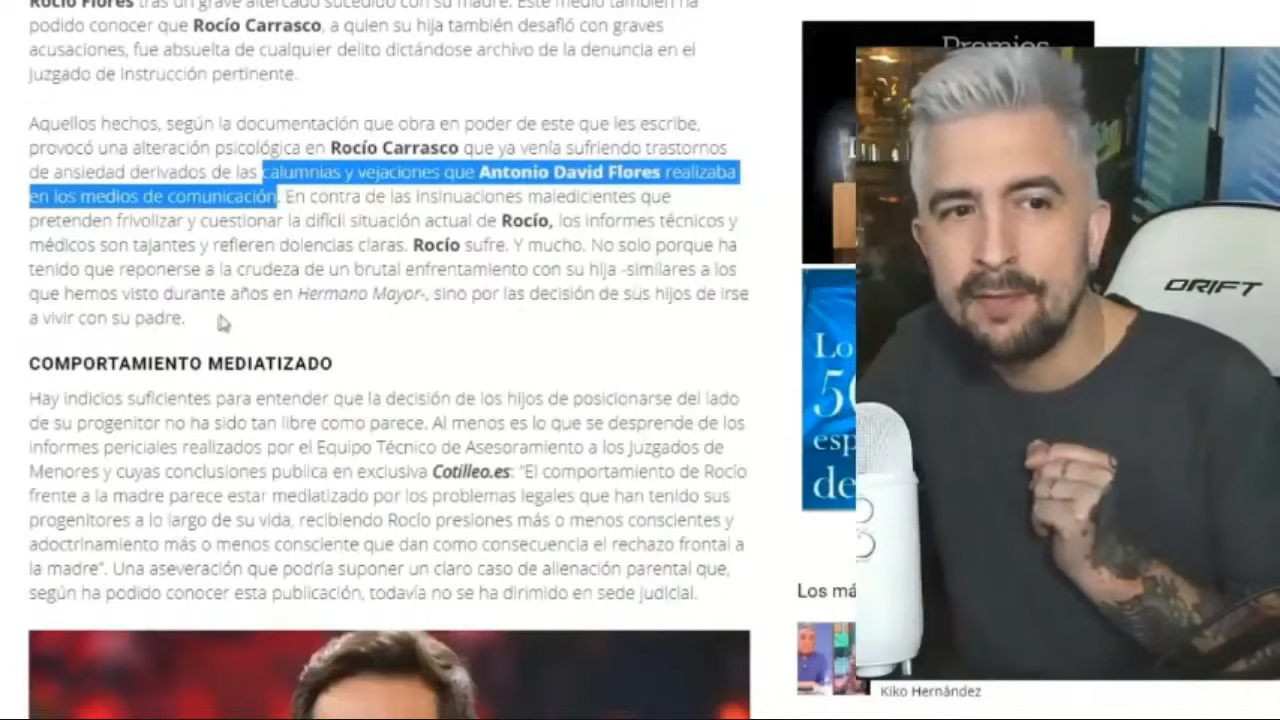 Rocío Flores tras un grave altercado sucedido con su madre. Este medio también ha
podido conocer que Rocío Carrasco, a quien su hija también desafió con graves
acusaciones, fue absuelta de cualquier delito dictándose archivo de la denuncia en el
Juzgado de Instrucción pertinente.
Aquellos hechos, según la documentación que obra en poder de este que les escribe,
provocó una alteración psicológica en Rocío Carrasco que ya venía sufriendo trastornos
de ansiedad derivados de las calumnias y vejaciones que Antonio David Flores realizaba
en los medios de comunicación. En contra de las insinuaciones maledicientes que
pretenden frivolizar y cuestionar la difícil situación actual de Rocío, los informes técnicos y
médicos son tajantes y refieren dolencias claras. Rocío sufre. Y mucho. No solo porque ha
tenido que reponerse a la crudeza de un brutal enfrentamiento con su hija -similares a los
que hemos visto durante años en Hermano Mayor-, sino por las decisión de sus hijos de irse
a vivir con su padre.
COMPORTAMIENTO MEDIATIZADO
Hay indicios suficientes para entender que la decisión de los hijos de posicionarse del lado
de su progenitor no ha sido tan libre como parece. Al menos es lo que se desprende de los
informes periciales realizados por el Equipo Técnico de Asesoramiento a los Juzgados de
Menores y cuyas conclusiones publica en exclusiva Cotilleo.es: “El comportamiento de Rocío
frente a la madre parece estar mediatizado por los problemas legales que han tenido sus
progenitores a lo largo de su vida, recibiendo Rocío presiones más o menos conscientes y
adoctrinamiento más o menos consciente que dan como consecuencia el rechazo frontal a
la madre”. Una aseveración que podría suponer un claro caso de alienación parental que,
según ha podido conocer esta publicación, todavía no se ha dirimido en sede judicial.
Premios
Lo
50
esp
de
Los má
Kiko Hernández
DRIFT